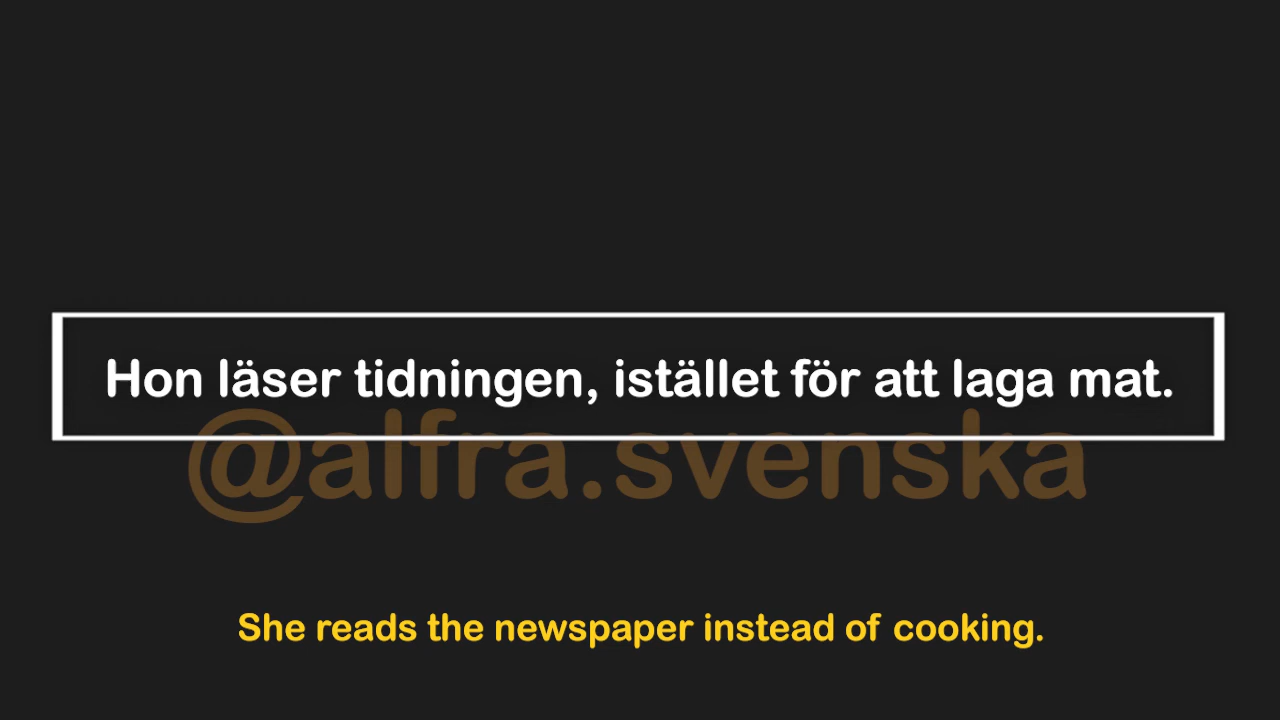 Hon läser tidningen, istället för att laga mat.
@alfra.svenska
She reads the newspaper instead of cooking.